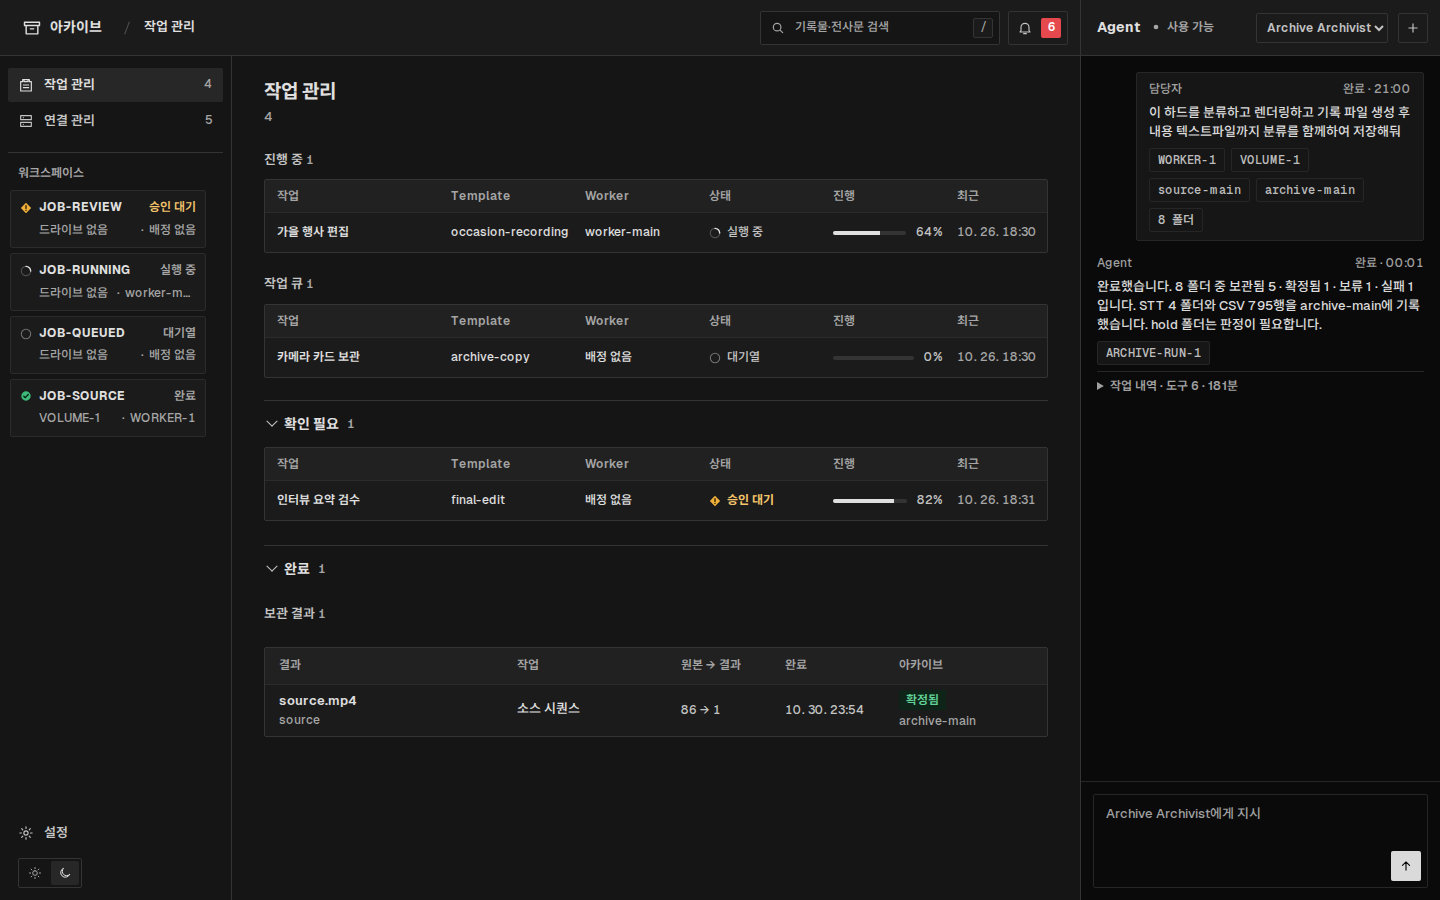 아카이브 / 작업 관리
기록물·전사문 검색 /
6
Agent • 사용 가능
Archive Archivist
작업 관리 4
연결 관리 5
워크스페이스
JOB-REVIEW 승인 대기
드라이브 없음 · 배정 없음
JOB-RUNNING 실행 중
드라이브 없음 · worker-m...
JOB-QUEUED 대기열
드라이브 없음 · 배정 없음
JOB-SOURCE 완료
VOLUME-1 · WORKER-1
설정
작업 관리
4
진행 중 1
작업 Template Worker 상태 진행 최근
가을 행사 편집 occasion-recording worker-main 실행 중 64% 10. 26. 18:30
작업 큐 1
작업 Template Worker 상태 진행 최근
카메라 카드 보관 archive-copy 배정 없음 대기열 0% 10. 26. 18:30
확인 필요 1
작업 Template Worker 상태 진행 최근
인터뷰 요약 검수 final-edit 배정 없음 승인 대기 82% 10. 26. 18:31
완료 1
보관 결과 1
결과 작업 원본 → 결과 완료 아카이브
source.mp4 소스 시퀀스 86 → 1 10. 30. 23:54 확정됨
source archive-main
담당자 완료 · 21:00
이 하드를 분류하고 렌더링하고 기록 파일 생성 후
내용 텍스트파일까지 분류를 함께하여 저장해둬
WORKER-1 VOLUME-1
source-main archive-main
8 폴더
Agent 완료 · 00:01
완료했습니다. 8 폴더 중 보관됨 5 · 확정됨 1 · 보류 1 · 실패 1
입니다. STT 4 폴더와 CSV 795행을 archive-main에 기록
했습니다. hold 폴더는 판정이 필요합니다.
ARCHIVE-RUN-1
작업 내역 · 도구 6 · 181분
Archive Archivist에게 지시